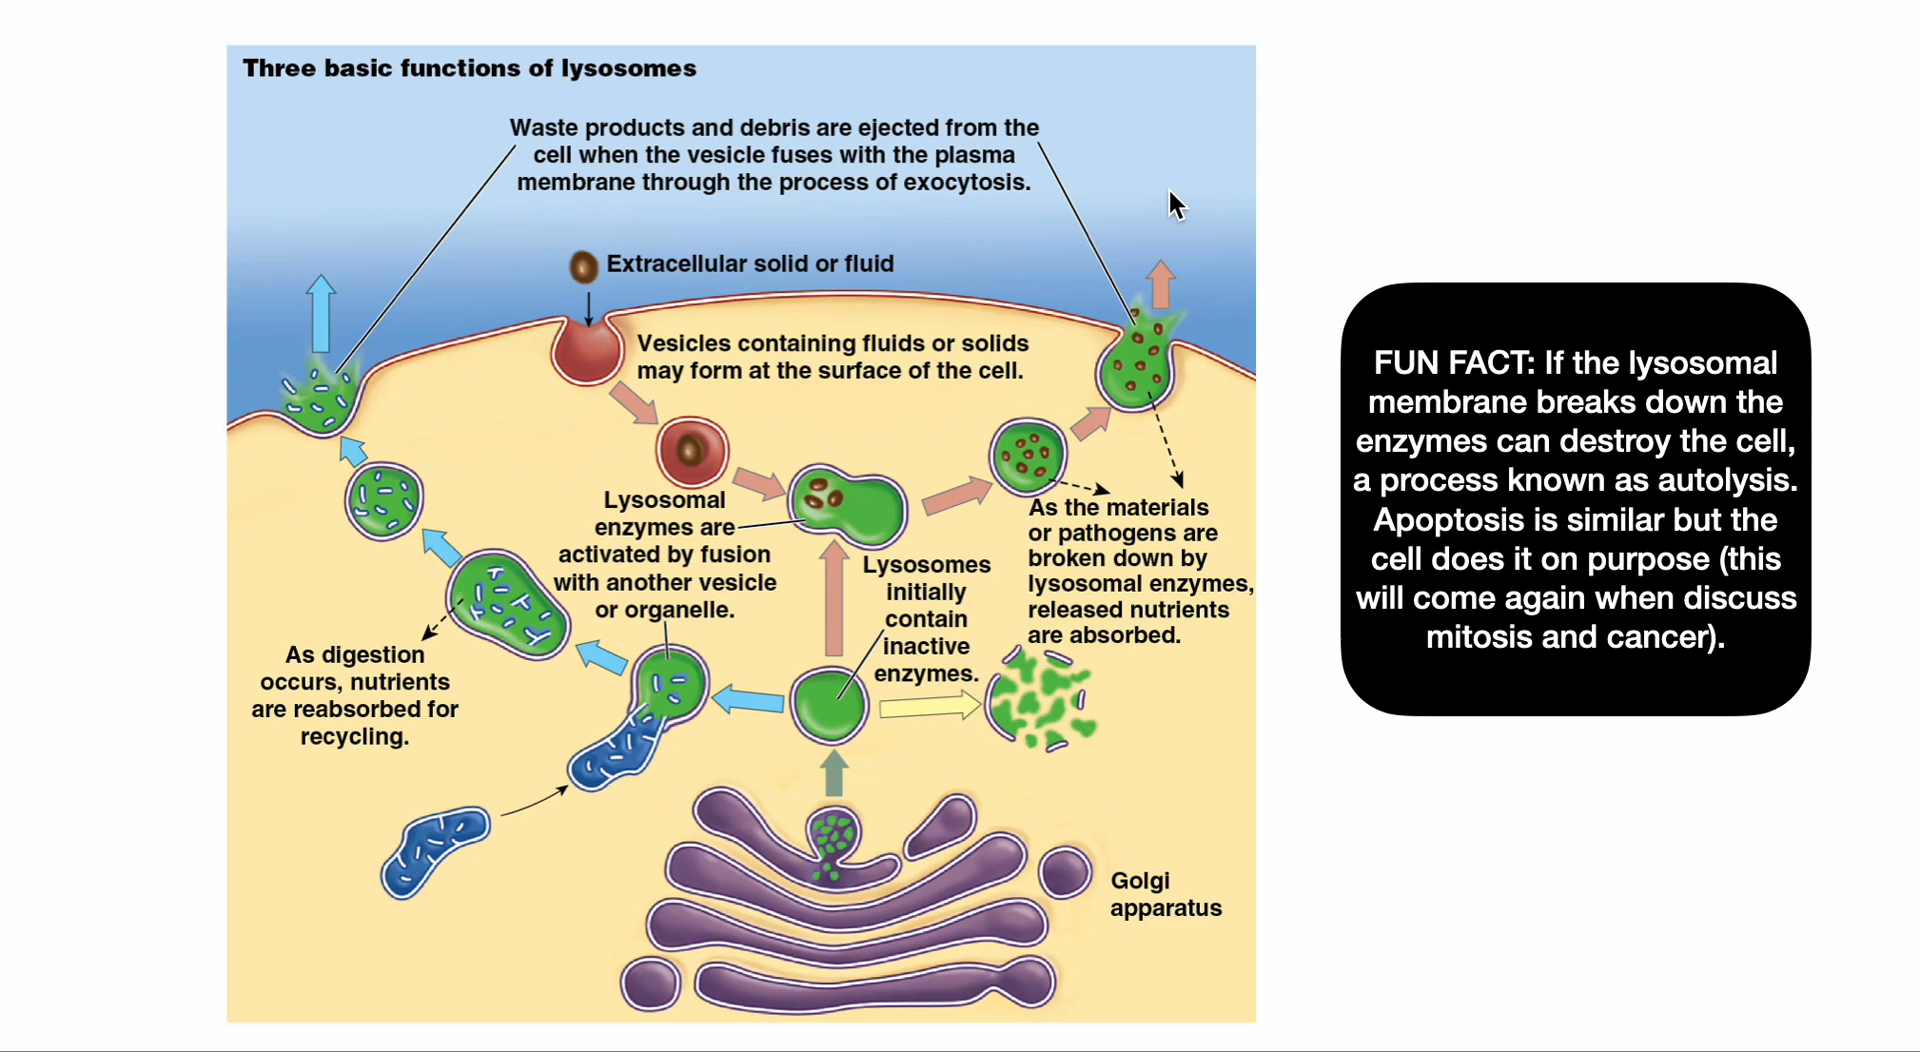 Three basic functions of lysosomes
Waste products and debris are ejected from the
cell when the vesicle fuses with the plasma
membrane through the process of exocytosis.
Extracellular solid or fluid
Vesicles containing fluids or solids
may form at the surface of the cell.
Lysosomal
enzymes are
activated by fusion
with another vesicle
or organelle.
Lysosomes
initially
contain
inactive
enzymes.
As the materials
or pathogens are
broken down by
lysosomal enzymes,
released nutrients
are absorbed.
As digestion
occurs, nutrients
are reabsorbed for
recycling.
Golgi
apparatus
FUN FACT: If the lysosomal
membrane breaks down the
enzymes can destroy the cell,
a process known as autolysis.
Apoptosis is similar but the
cell does it on purpose (this
will come again when discuss
mitosis and cancer).